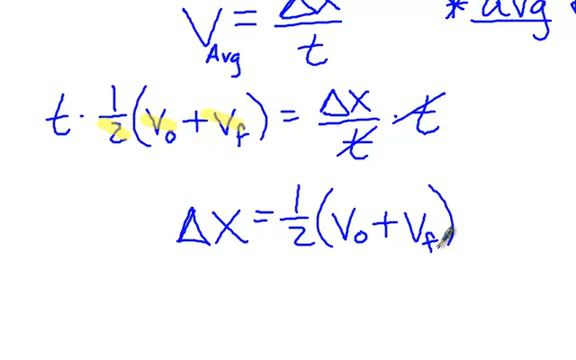 V_Avg = Δx/t * avg
t · 1/2 (V₀ + V_f) = Δx/t · t
Δx = 1/2 (V₀ + V_f)